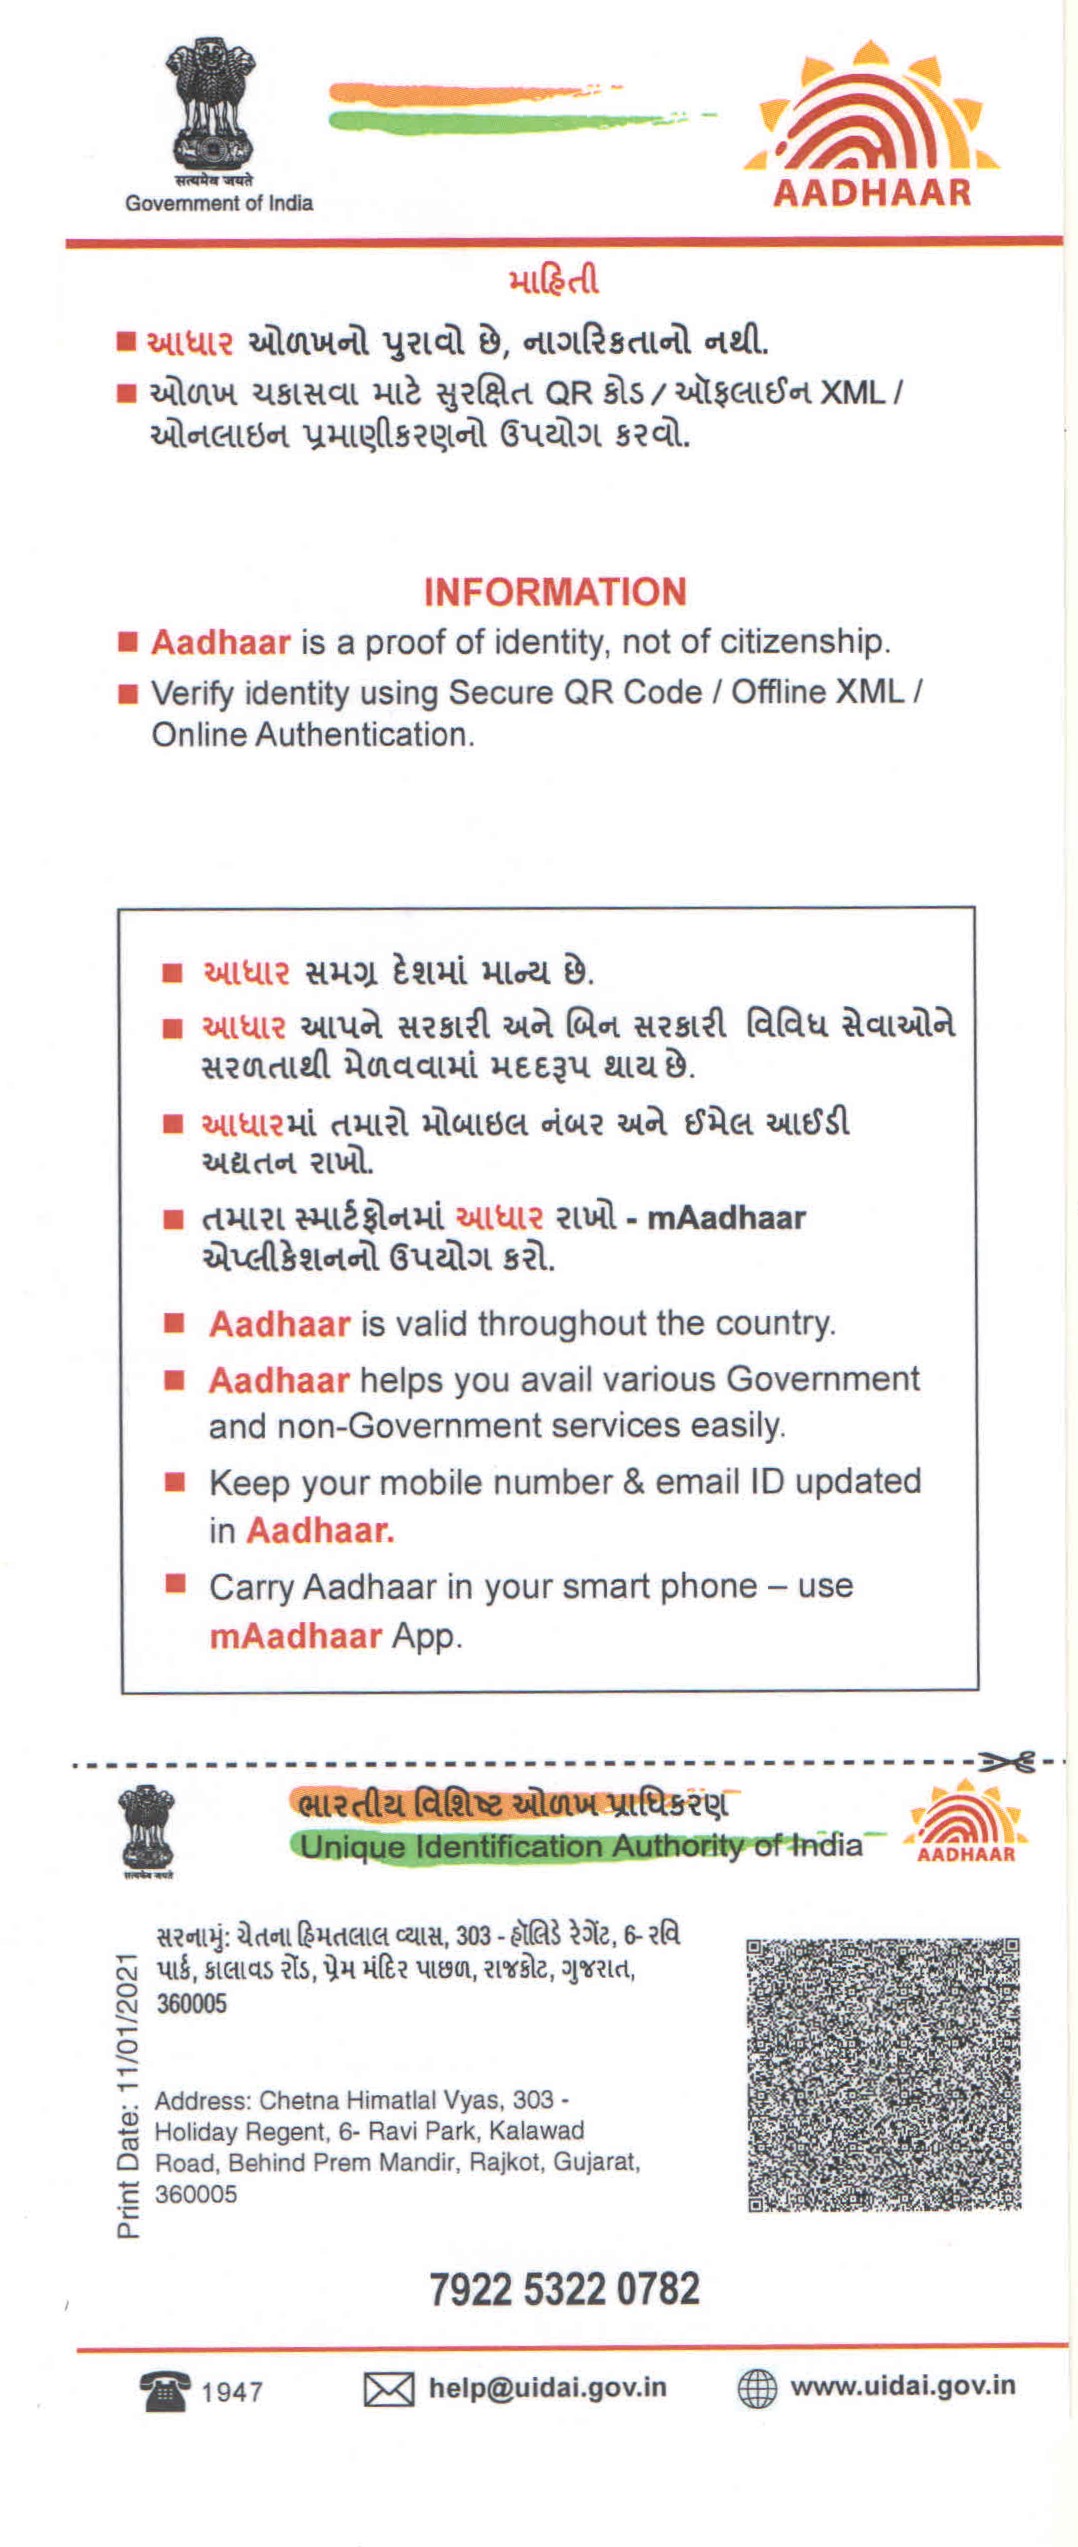 सत्यमेव जयते
Government of India
AADHAAR
માહિતી
આધાર ઓળખનો પુરાવો છે, નાગરિકતાનો નથી.
ઓળખ ચકાસવા માટે સુરક્ષિત QR કોડ / ઑફલાઈન XML /
ઓનલાઇન પ્રમાણીકરણનો ઉપયોગ કરવો.
INFORMATION
Aadhaar is a proof of identity, not of citizenship.
Verify identity using Secure QR Code / Offline XML /
Online Authentication.
આધાર સમગ્ર દેશમાં માન્ય છે.
આધાર આપને સરકારી અને બિન સરકારી વિવિધ સેવાઓને
સરળતાથી મેળવવામાં મદદરૂપ થાય છે.
આધારમાં તમારો મોબાઇલ નંબર અને ઈમેલ આઈડી
અદ્યતન રાખો.
તમારા સ્માર્ટફોનમાં આધાર રાખો - mAadhaar
એપ્લીકેશનનો ઉપયોગ કરો.
Aadhaar is valid throughout the country.
Aadhaar helps you avail various Government
and non-Government services easily.
Keep your mobile number & email ID updated
in Aadhaar.
Carry Aadhaar in your smart phone – use
mAadhaar App.
ભારતીય વિશિષ્ટ ઓળખ પ્રાધિકરણ
Unique Identification Authority of India
AADHAAR
सत्यमेव जयते
સરનામું: ચેતના હિમતલાલ વ્યાસ, 303 - હૉલિડે રેગેંટ, 6- રવિ
પાર્ક, કાલાવડ રોંડ, પ્રેમ મંદિર પાછળ, રાજકોટ, ગુજરાત,
360005
Print Date: 11/01/2021
Address: Chetna Himatlal Vyas, 303 -
Holiday Regent, 6- Ravi Park, Kalawad
Road, Behind Prem Mandir, Rajkot, Gujarat,
360005
7922 5322 0782
1947
help@uidai.gov.in
www.uidai.gov.in